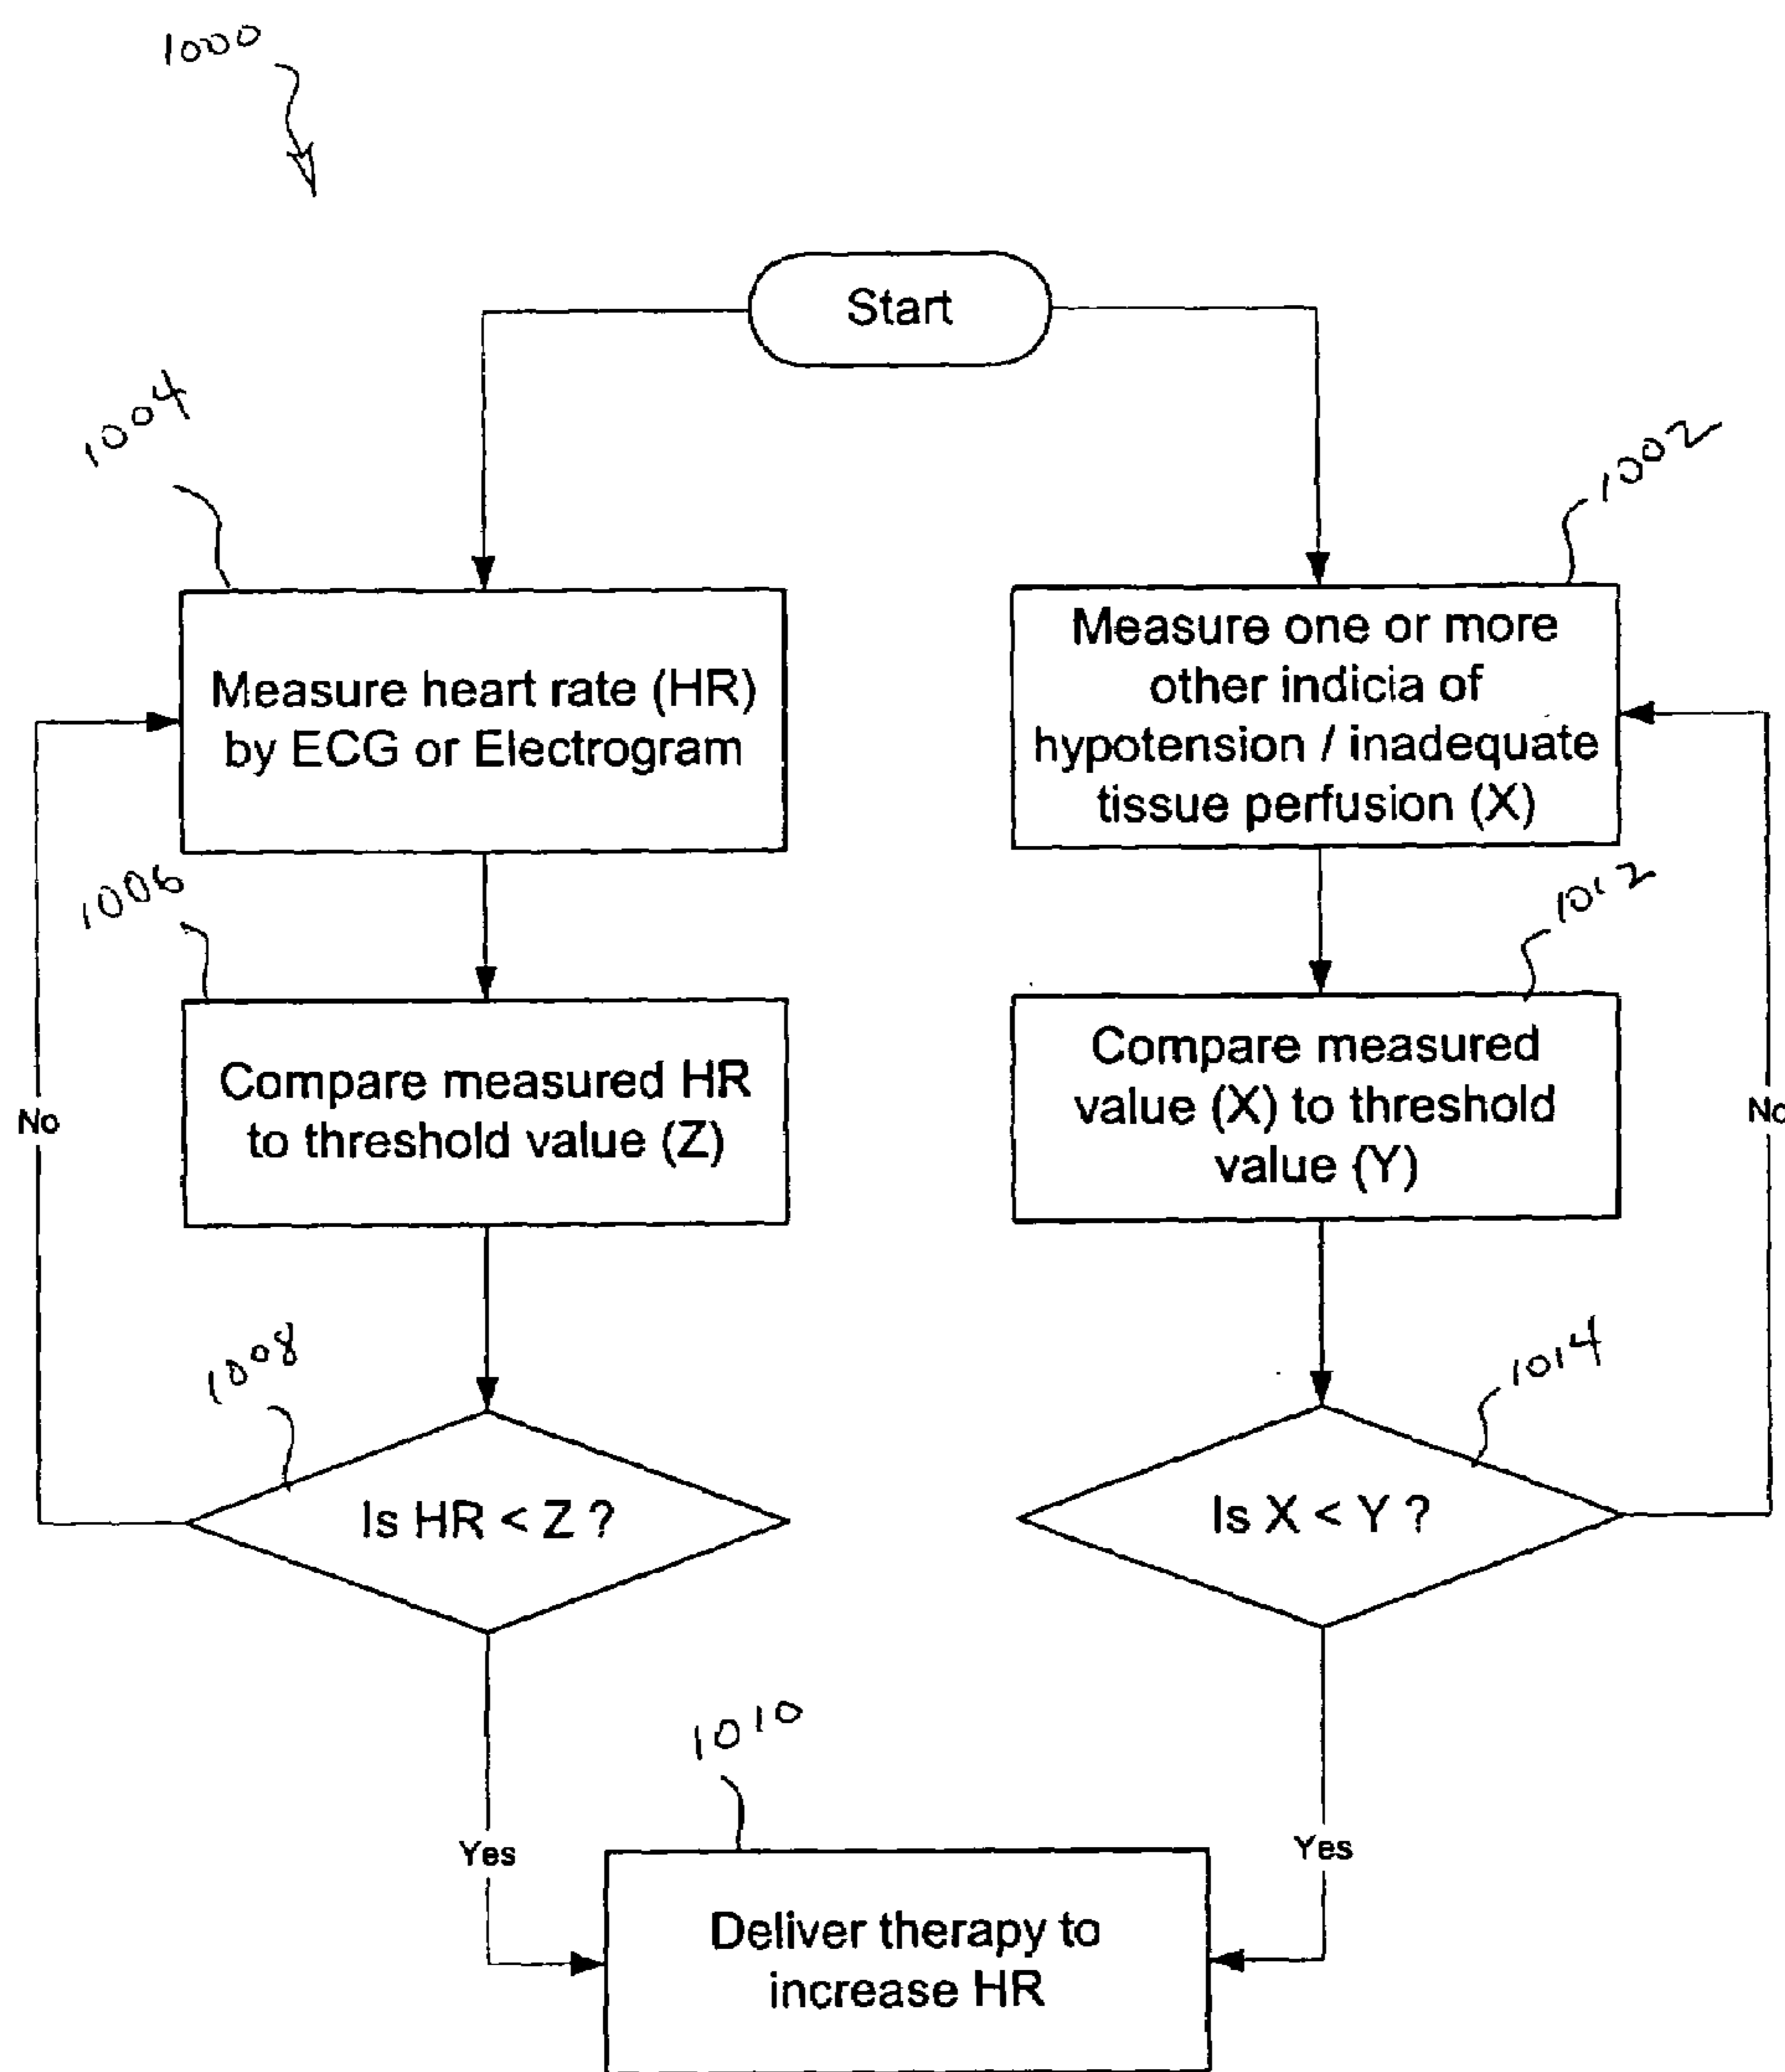 1000
Start
1004
1002
Measure heart rate (HR)
by ECG or Electrogram
Measure one or more
other indicia of
hypotension / inadequate
tissue perfusion (X)
1006
1012
Compare measured HR
to threshold value (Z)
Compare measured
value (X) to threshold
value (Y)
No
No
1008
1014
Is HR < Z ?
Is X < Y ?
1010
Yes
Yes
Deliver therapy to
increase HR